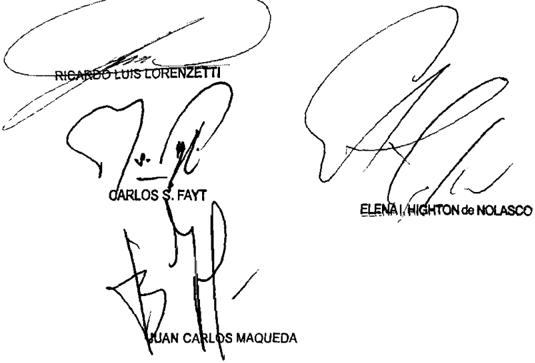 RICARDO LUIS LORENZETTI
CARLOS S. FAYT
ELENA I. HIGHTON de NOLASCO
JUAN CARLOS MAQUEDA